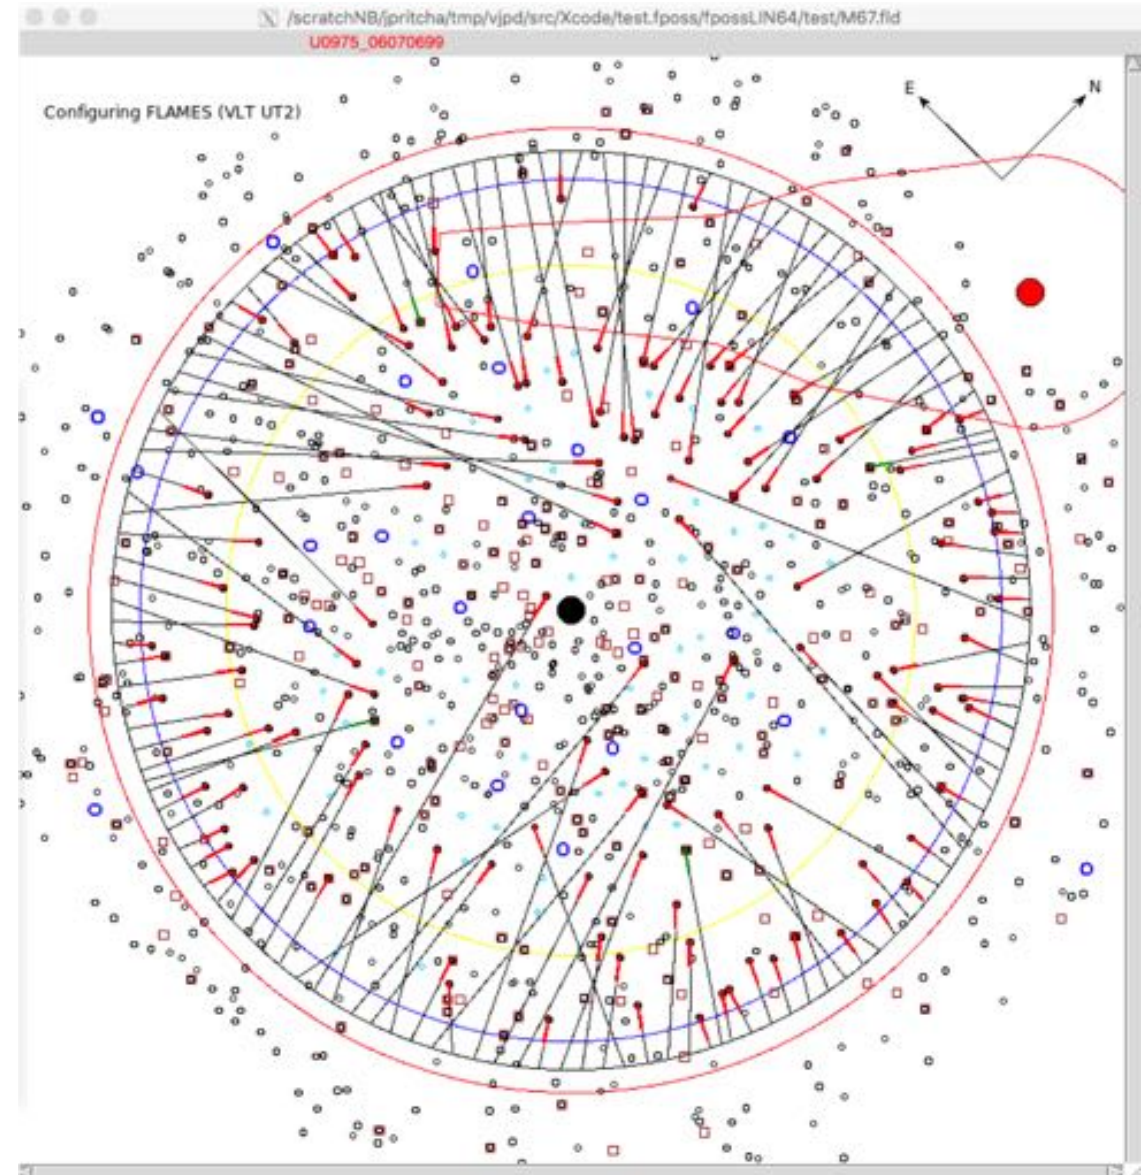 /scratchNB/jpritcha/tmp/vjpd/src/Xcode/test.fposs/fpossLIN64/test/M67.fld
U0975_06070699
Configuring FLAMES (VLT UT2)
E
N